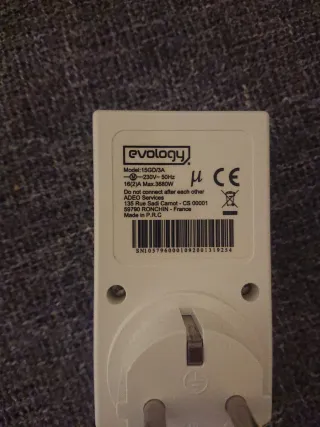 evology
Model:15GD/3A
230V~ 50Hz
16(2)A Max.3680W
Do not connect after each other
ADEO Services
135 Rue Sadi Carnot - CS 00001
59790 RONCHIN - France
Made in P.R.C
µ CE